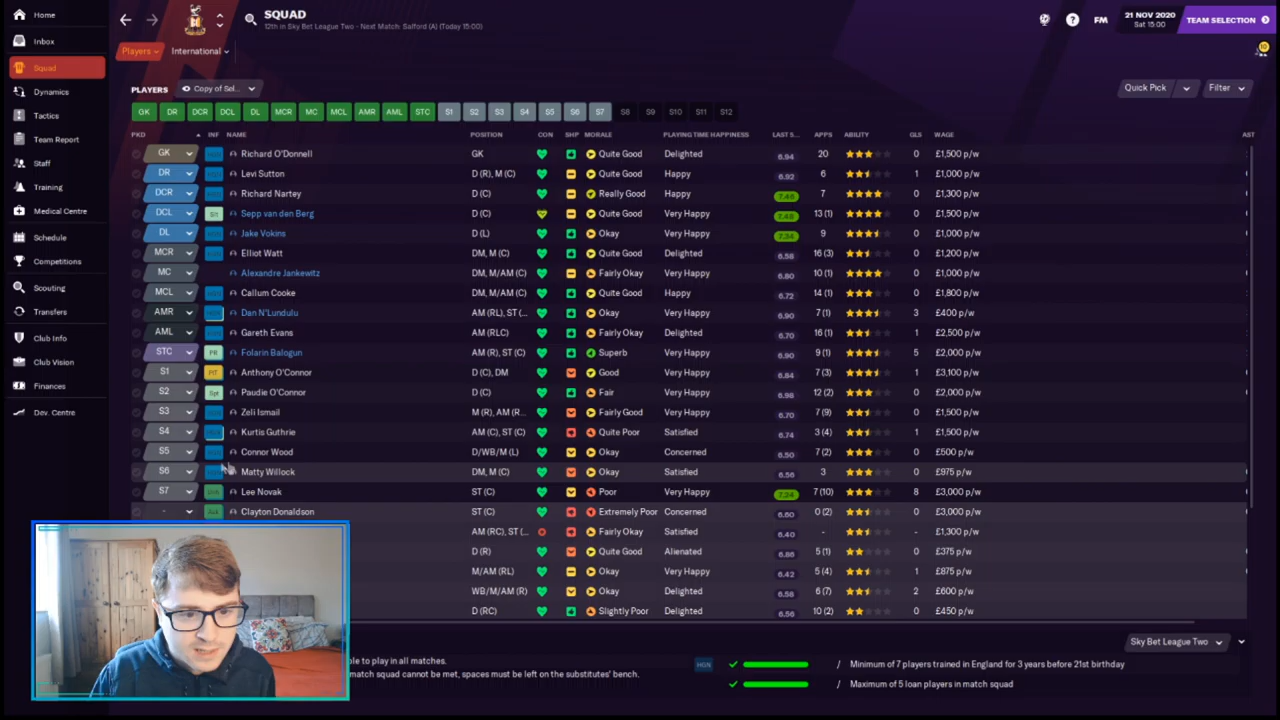 Home
Inbox
Squad
Dynamics
Tactics
Team Report
Staff
Training
Medical Centre
Schedule
Competitions
Scouting
Transfers
Club Info
Club Vision
Finances
Dev. Centre
SQUAD
12th in Sky Bet League Two - Next Match: Salford (A) (Today 15:00)
? FM 21 NOV 2020 TEAM SELECTION
Sat 15:00
Players International
PLAYERS Copy of Sel... Quick Pick Filter
GK DR DCR DCL DL MCR MC MCL AMR AML STC S1 S2 S3 S4 S5 S6 S7 S8 S9 S10 S11 S12
PKD INF NAME POSITION CON SHP MORALE PLAYING TIME HAPPINESS LAST 5... APPS ABILITY GLS WAGE AST
GK Richard O'Donnell GK Quite Good Delighted 6.94 20 0 £1,500 p/w
DR Levi Sutton D (R), M (C) Quite Good Happy 6.92 6 1 £1,000 p/w
DCR Richard Nartey D (C) Really Good Happy 7.46 7 0 £1,300 p/w
DCL Slt Sepp van den Berg D (C) Quite Good Very Happy 7.48 13 (1) 0 £1,500 p/w
DL Jake Vokins D (L) Okay Very Happy 7.34 9 0 £1,000 p/w
MCR Elliot Watt DM, M (C) Quite Good Delighted 6.58 16 (3) 0 £1,200 p/w
MC Alexandre Jankewitz DM, M/AM (C) Fairly Okay Very Happy 6.80 10 (1) 0 £1,000 p/w
MCL Callum Cooke DM, M/AM (C) Quite Good Happy 6.72 14 (1) 0 £1,800 p/w
AMR Dan N'Lundulu AM (RL), ST (... Okay Very Happy 6.90 7 (1) 3 £400 p/w
AML Gareth Evans AM (RLC) Fairly Okay Delighted 6.70 16 (1) 0 £2,500 p/w
STC PR Folarin Balogun AM (R), ST (C) Superb Very Happy 6.90 9 (1) 5 £2,000 p/w
S1 Anthony O'Connor D (C), DM Good Very Happy 6.84 7 (3) 1 £3,100 p/w
S2 Spt Paudie O'Connor D (C) Fair Very Happy 6.98 12 (2) 0 £2,000 p/w
S3 Zeli Ismail M (R), AM (R... Fairly Good Very Happy 6.70 7 (9) 0 £1,500 p/w
S4 Kurtis Guthrie AM (C), ST (C) Quite Poor Satisfied 6.74 3 (4) 1 £1,500 p/w
S5 Connor Wood D/WB/M (L) Okay Concerned 6.50 7 (2) 0 £500 p/w
S6 Matty Willock DM, M (C) Okay Satisfied 6.56 3 0 £975 p/w
S7 Lee Novak ST (C) Poor Very Happy 7.34 7 (10) 8 £3,000 p/w
- Clayton Donaldson ST (C) Extremely Poor Concerned 6.60 0 (2) 0 £3,000 p/w
AM (RC), ST (... Fairly Okay Satisfied 6.40 - - £1,300 p/w
D (R) Quite Good Alienated 6.86 5 (1) 0 £375 p/w
M/AM (RL) Okay Very Happy 6.42 5 (4) 1 £875 p/w
WB/M/AM (R) Okay Delighted 6.58 6 (7) 2 £600 p/w
D (RC) Slightly Poor Delighted 6.56 10 (2) 0 £450 p/w
Sky Bet League Two
ble to play in all matches. HGN / Minimum of 7 players trained in England for 3 years before 21st birthday
match squad cannot be met, spaces must be left on the substitutes' bench. / Maximum of 5 loan players in match squad